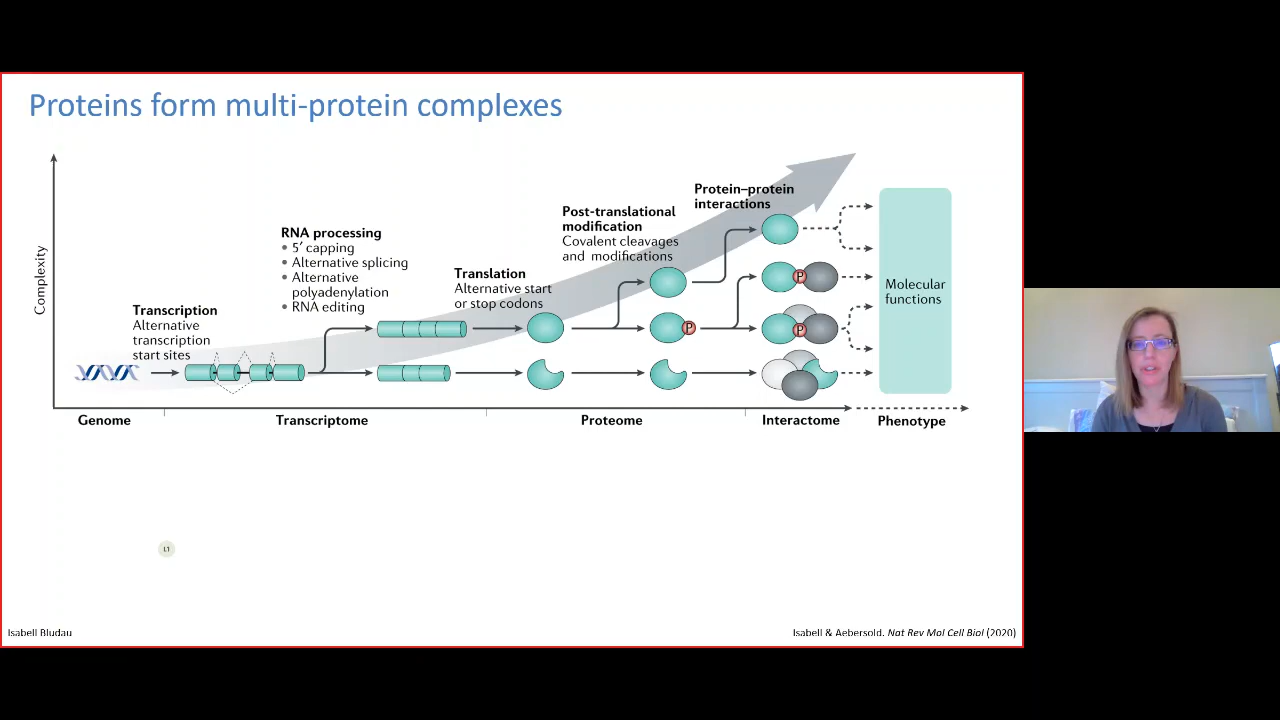 Proteins form multi-protein complexes
Complexity
Transcription
Alternative
transcription
start sites
RNA processing
• 5′ capping
• Alternative splicing
• Alternative
polyadenylation
• RNA editing
Translation
Alternative start
or stop codons
Post-translational
modification
Covalent cleavages
and modifications
Protein–protein
interactions
P
P
P
Molecular
functions
Genome
Transcriptome
Proteome
Interactome
Phenotype
Isabell Bludau
Isabell & Aebersold. Nat Rev Mol Cell Biol (2020)